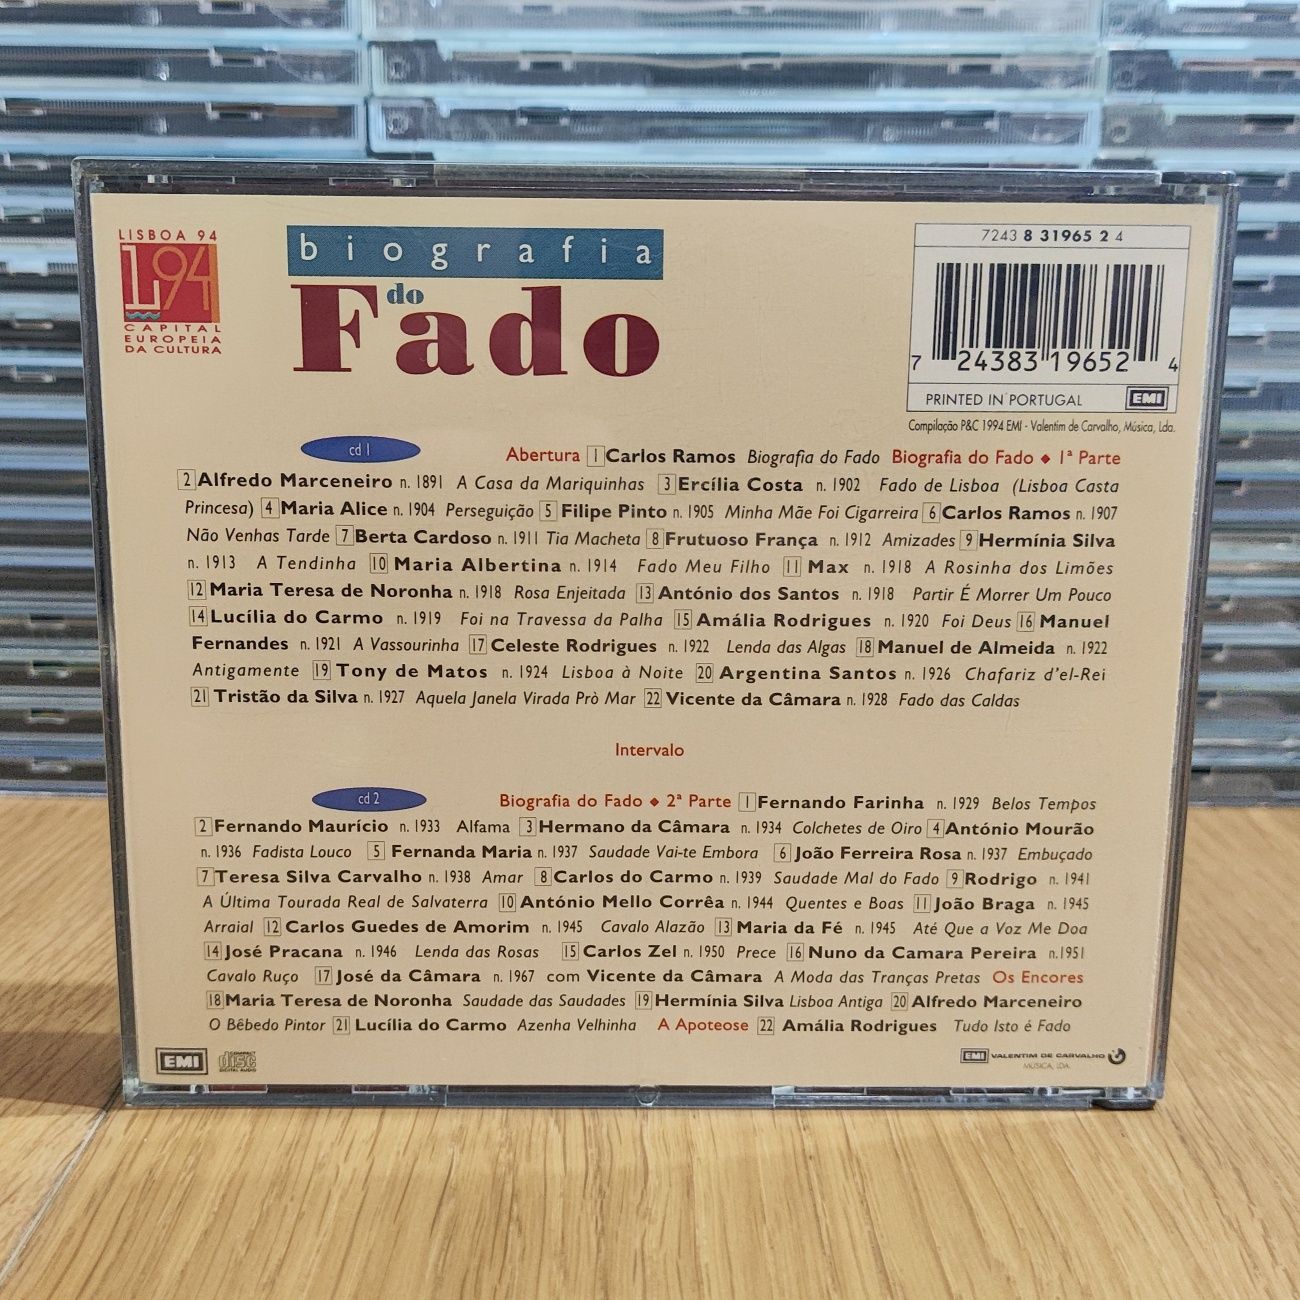 LISBOA 94
L94
CAPITAL
EUROPEIA
DA CULTURA
biografia
do
Fado
7243 8 31965 2 4
7 24383 19652 4
PRINTED IN PORTUGAL EMI
Compilação P&C 1994 EMI - Valentim de Carvalho, Música, Lda.
cd 1 Abertura 1 Carlos Ramos Biografia do Fado Biografia do Fado ◆ 1ª Parte
2 Alfredo Marceneiro n. 1891 A Casa da Mariquinhas 3 Ercília Costa n. 1902 Fado de Lisboa (Lisboa Casta
Princesa) 4 Maria Alice n. 1904 Perseguição 5 Filipe Pinto n. 1905 Minha Mãe Foi Cigarreira 6 Carlos Ramos n. 1907
Não Venhas Tarde 7 Berta Cardoso n. 1911 Tia Macheta 8 Frutuoso França n. 1912 Amizades 9 Hermínia Silva
n. 1913 A Tendinha 10 Maria Albertina n. 1914 Fado Meu Filho 11 Max n. 1918 A Rosinha dos Limões
12 Maria Teresa de Noronha n. 1918 Rosa Enjeitada 13 António dos Santos n. 1918 Partir É Morrer Um Pouco
14 Lucília do Carmo n. 1919 Foi na Travessa da Palha 15 Amália Rodrigues n. 1920 Foi Deus 16 Manuel
Fernandes n. 1921 A Vassourinha 17 Celeste Rodrigues n. 1922 Lenda das Algas 18 Manuel de Almeida n. 1922
Antigamente 19 Tony de Matos n. 1924 Lisboa à Noite 20 Argentina Santos n. 1926 Chafariz d'el-Rei
21 Tristão da Silva n. 1927 Aquela Janela Virada Prò Mar 22 Vicente da Câmara n. 1928 Fado das Caldas
Intervalo
cd 2 Biografia do Fado ◆ 2ª Parte 1 Fernando Farinha n. 1929 Belos Tempos
2 Fernando Maurício n. 1933 Alfama 3 Hermano da Câmara n. 1934 Colchetes de Oiro 4 António Mourão
n. 1936 Fadista Louco 5 Fernanda Maria n. 1937 Saudade Vai-te Embora 6 João Ferreira Rosa n. 1937 Embuçado
7 Teresa Silva Carvalho n. 1938 Amar 8 Carlos do Carmo n. 1939 Saudade Mal do Fado 9 Rodrigo n. 1941
A Última Tourada Real de Salvaterra 10 António Mello Corrêa n. 1944 Quentes e Boas 11 João Braga n. 1945
Arraial 12 Carlos Guedes de Amorim n. 1945 Cavalo Alazão 13 Maria da Fé n. 1945 Até Que a Voz Me Doa
14 José Pracana n. 1946 Lenda das Rosas 15 Carlos Zel n. 1950 Prece 16 Nuno da Camara Pereira n.1951
Cavalo Ruço 17 José da Câmara n. 1967 com Vicente da Câmara A Moda das Tranças Pretas Os Encores
18 Maria Teresa de Noronha Saudade das Saudades 19 Hermínia Silva Lisboa Antiga 20 Alfredo Marceneiro
O Bêbedo Pintor 21 Lucília do Carmo Azenha Velhinha A Apoteose 22 Amália Rodrigues Tudo Isto é Fado
EMI COMPACT disc DIGITAL AUDIO
EMI VALENTIM DE CARVALHO
MÚSICA, LDA.